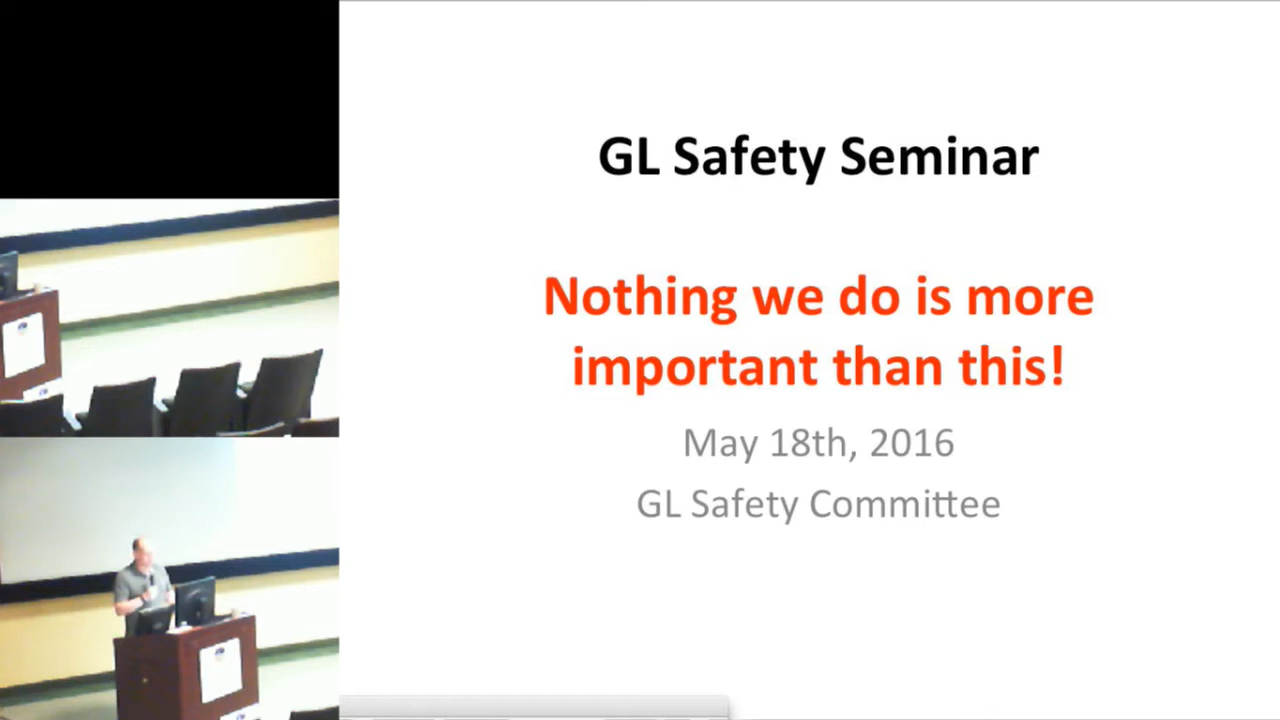 GL Safety Seminar
Nothing we do is more
important than this!
May 18th, 2016
GL Safety Committee